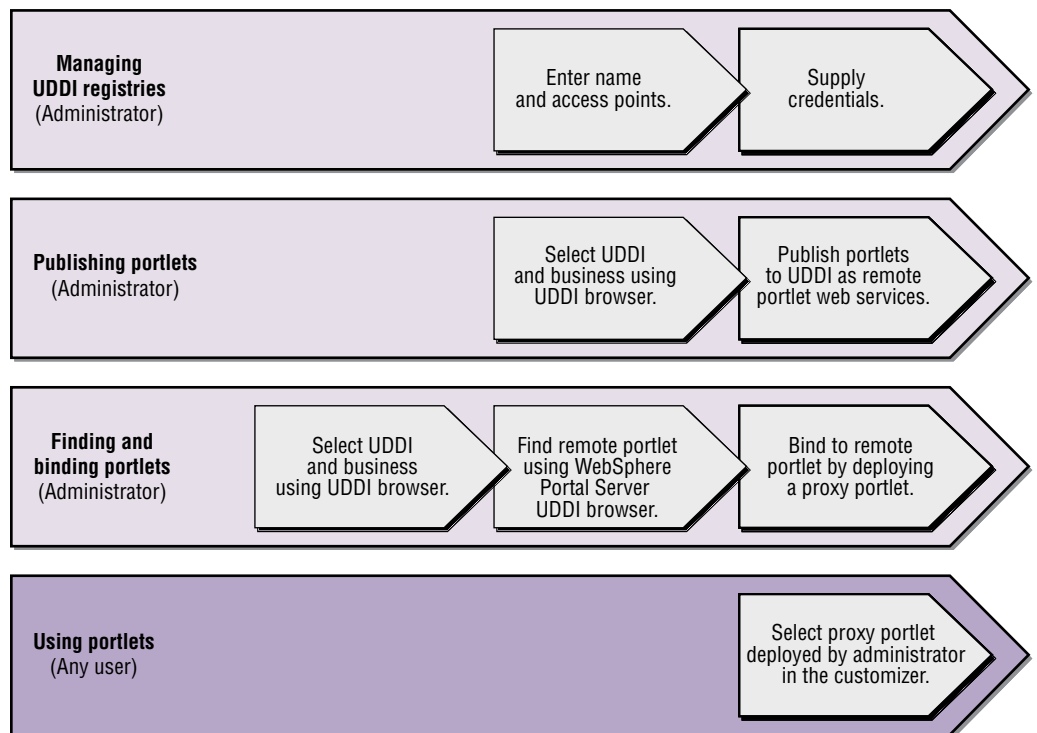 Managing
UDDI registries
(Administrator)
Enter name
and access points.
Supply
credentials.
Publishing portlets
(Administrator)
Select UDDI
and business using
UDDI browser.
Publish portlets
to UDDI as remote
portlet web services.
Finding and
binding portlets
(Administrator)
Select UDDI
and business
using UDDI browser.
Find remote portlet
using WebSphere
Portal Server
UDDI browser.
Bind to remote
portlet by deploying
a proxy portlet.
Using portlets
(Any user)
Select proxy portlet
deployed by administrator
in the customizer.